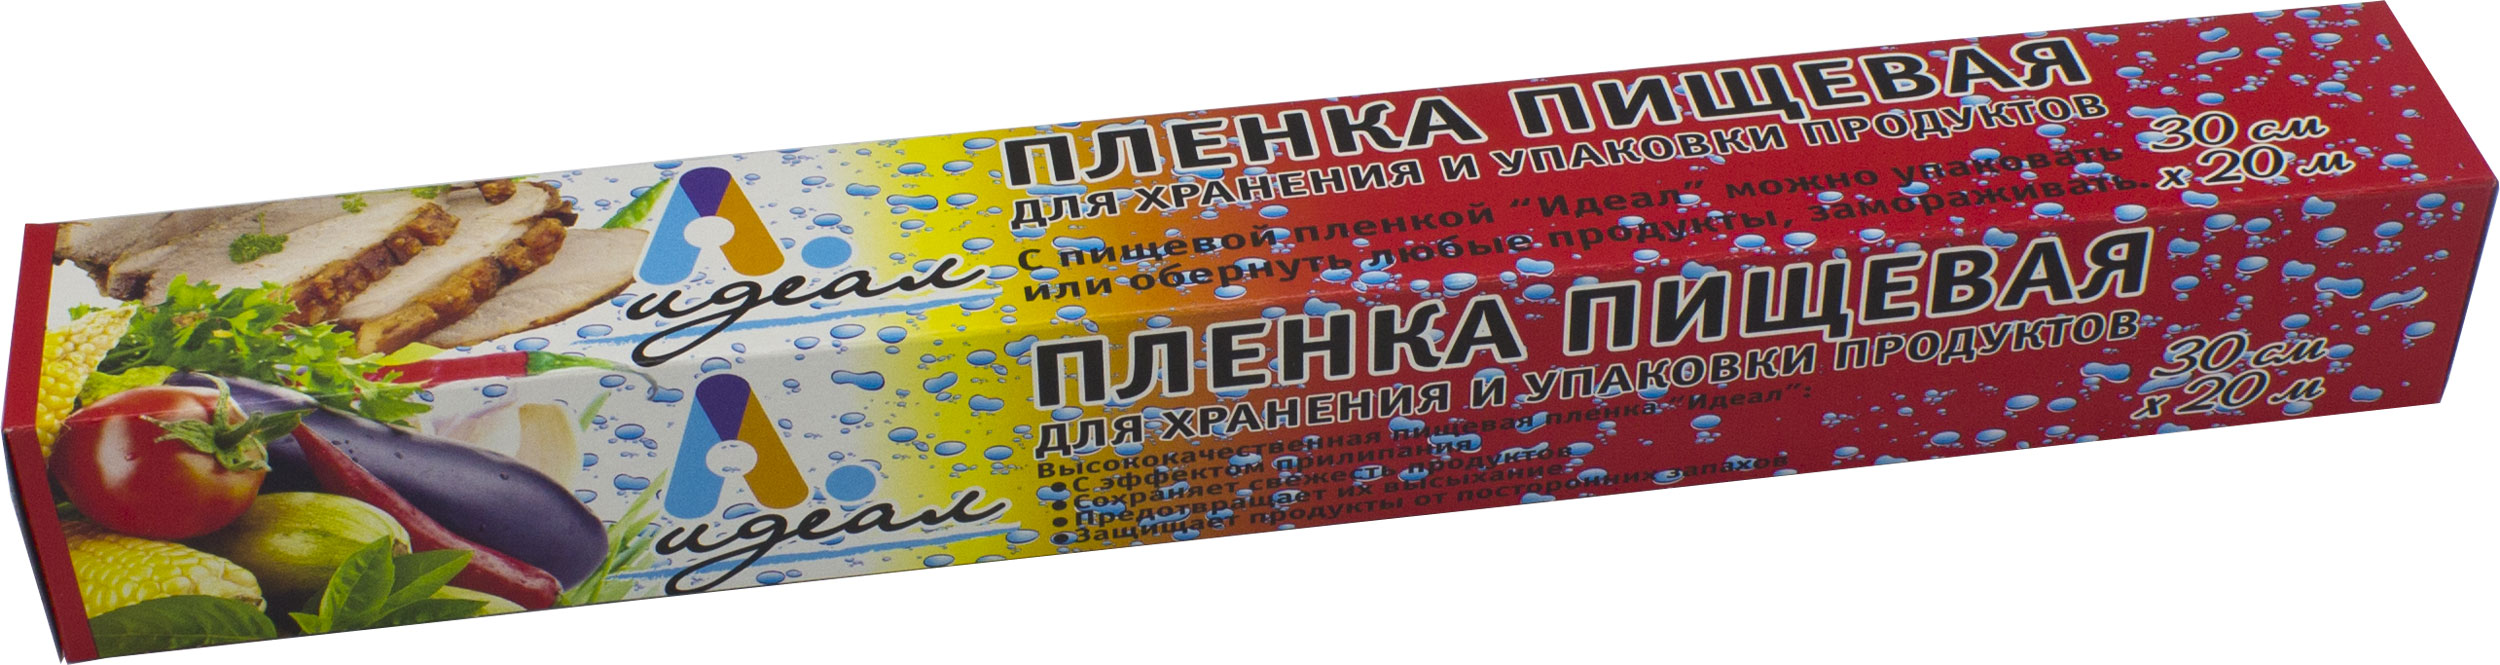 идеал
ПЛЕНКА ПИЩЕВАЯ
ДЛЯ ХРАНЕНИЯ И УПАКОВКИ ПРОДУКТОВ
С пищевой пленкой “Идеал” можно упаковать
или обернуть любые продукты, замораживать.
30 см
х 20 м
идеал
ПЛЕНКА ПИЩЕВАЯ
ДЛЯ ХРАНЕНИЯ И УПАКОВКИ ПРОДУКТОВ
Высококачественная пищевая пленка “Идеал”:
• С эффектом прилипания
• Сохраняет свежесть продуктов
• Предотвращает их высыхание
• Защищает продукты от посторонних запахов
30 см
х 20 м